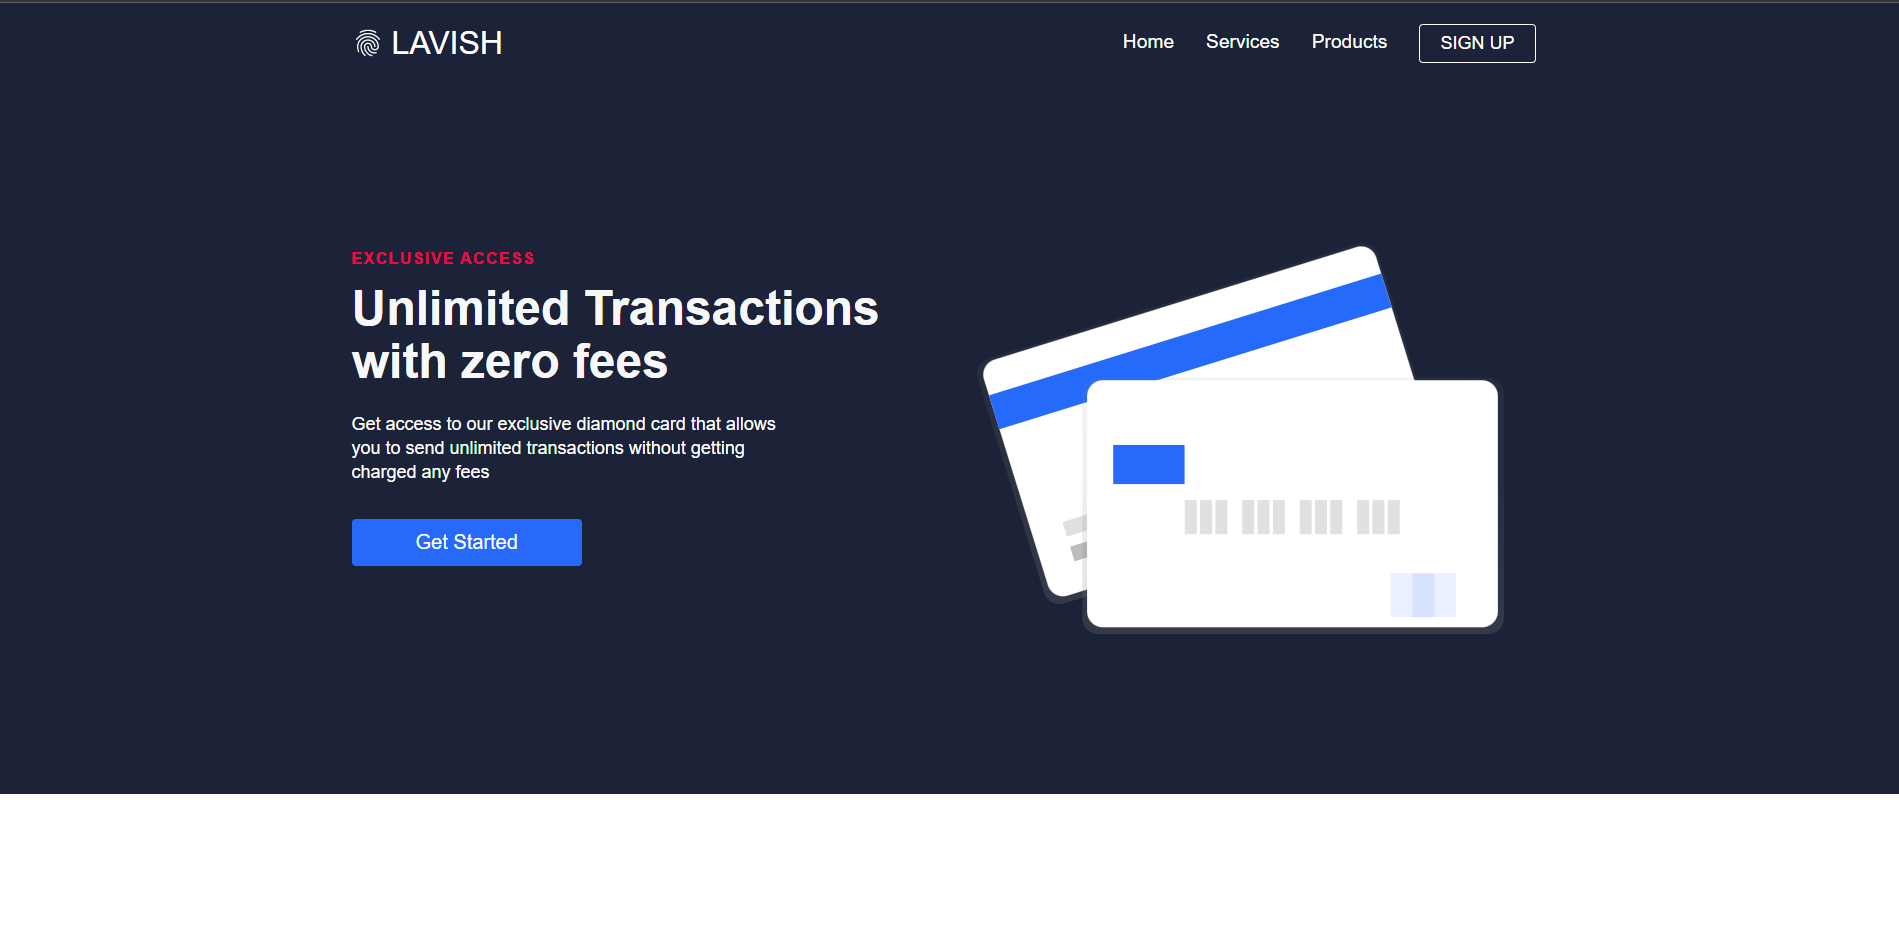 LAVISH
Home
Services
Products
SIGN UP
EXCLUSIVE ACCESS
Unlimited Transactions
with zero fees
Get access to our exclusive diamond card that allows
you to send unlimited transactions without getting
charged any fees
Get Started